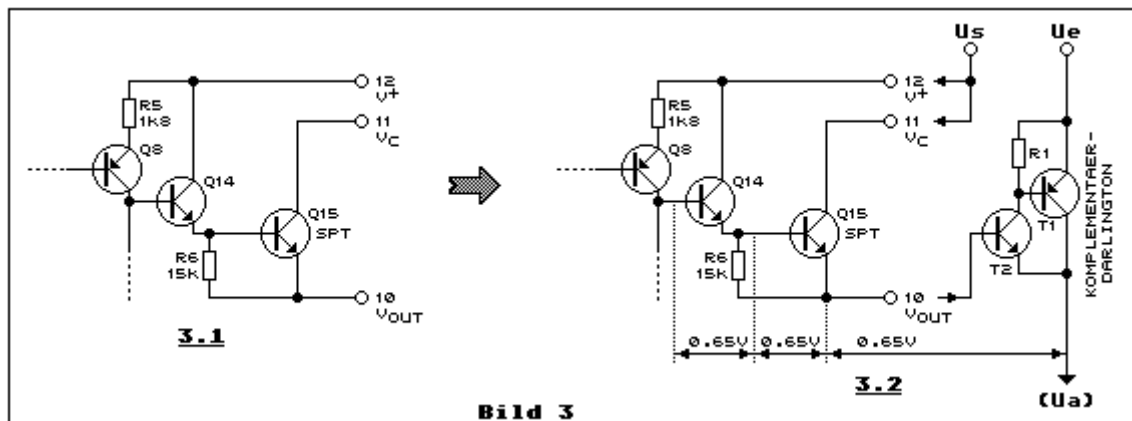 Us
Ue
R5
1K8
Q8
Q14
Q15
SPT
R6
15K
12
V+
11
VC
10
VOUT
3.1
R5
1K8
Q8
Q14
Q15
SPT
R6
15K
12
V+
11
VC
10
VOUT
R1
T1
T2
KOMPLEMENTAER-
DARLINGTON
0.65V
0.65V
0.65V
3.2
(Ua)
Bild 3